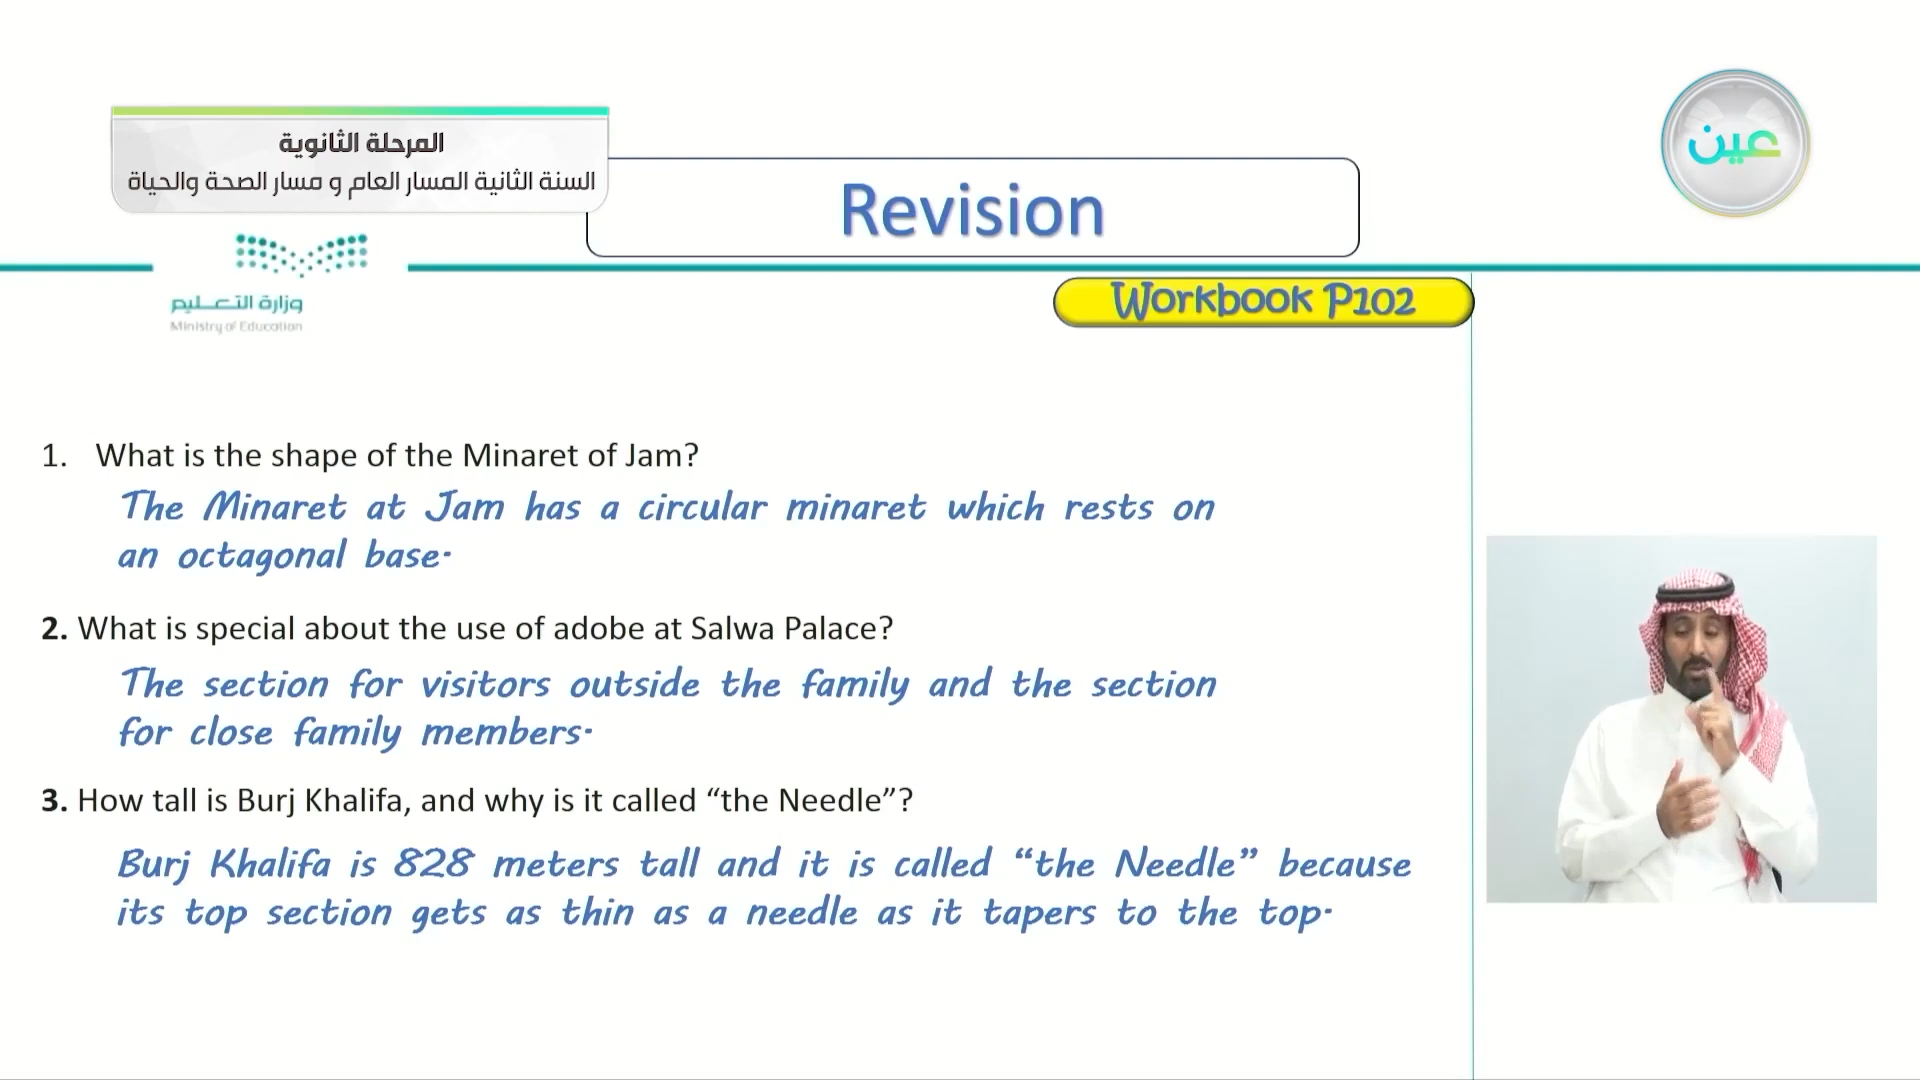 المرحلة الثانوية
السنة الثانية المسار العام و مسار الصحة والحياة
عين
Revision
وزارة التعليم
Ministry of Education
Workbook P102
1. What is the shape of the Minaret of Jam?
The Minaret at Jam has a circular minaret which rests on
an octagonal base.
2. What is special about the use of adobe at Salwa Palace?
The section for visitors outside the family and the section
for close family members.
3. How tall is Burj Khalifa, and why is it called “the Needle”?
Burj Khalifa is 828 meters tall and it is called “the Needle” because
its top section gets as thin as a needle as it tapers to the top.